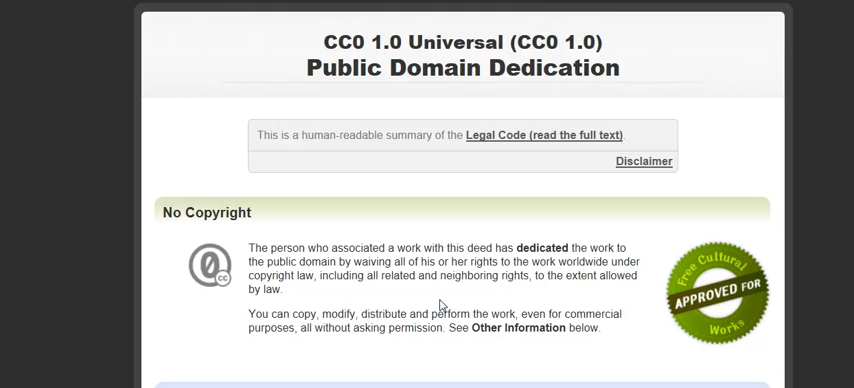 CC0 1.0 Universal (CC0 1.0)
Public Domain Dedication
This is a human-readable summary of the Legal Code (read the full text).
Disclaimer
No Copyright
The person who associated a work with this deed has dedicated the work to
the public domain by waiving all of his or her rights to the work worldwide under
copyright law, including all related and neighboring rights, to the extent allowed
by law.
You can copy, modify, distribute and perform the work, even for commercial
purposes, all without asking permission. See Other Information below.
0
cc
Free Cultural
APPROVED FOR
Works